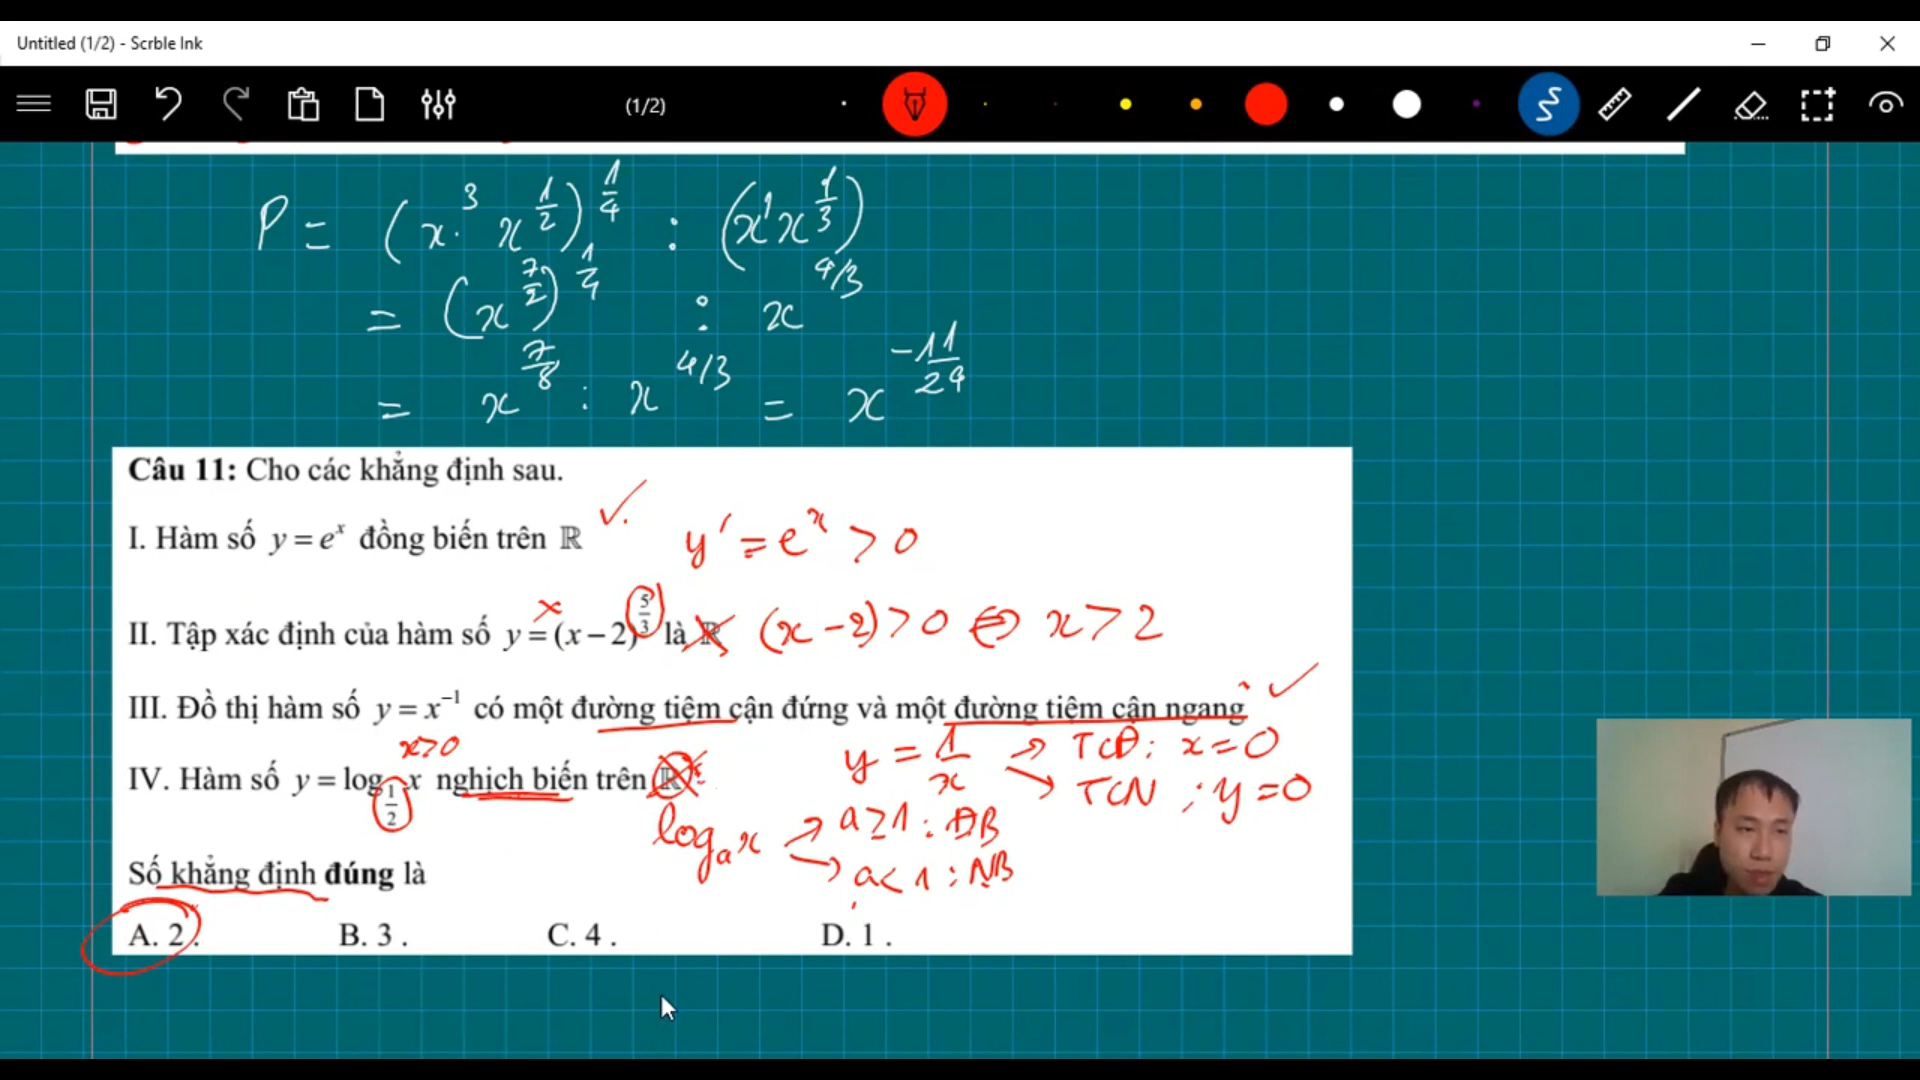 Untitled (1/2) - Scrble Ink
(1/2)
P = (x.³ x^{1/2})^{1/4} : (x¹x^{1/3})
= (x^{7/2})^{1/4} : x^{4/3}
= x^{7/8} : x^{4/3} = x^{-11/24}
Câu 11: Cho các khẳng định sau.
I. Hàm số y = eˣ đồng biến trên ℝ ✓ y' = eˣ > 0
II. Tập xác định của hàm số y = (x − 2)^{5/3} là ℝ (x − 2) > 0 ⇔ x > 2
III. Đồ thị hàm số y = x⁻¹ có một đường tiệm cận đứng và một đường tiệm cận ngang ✓
x>0
y = 1/x → TCĐ: x = 0
→ TCN ; y = 0
IV. Hàm số y = log_{1/2} x nghịch biến trên ℝ
logₐx → a≥1 : ĐB
→ a< 1 : NB
Số khẳng định đúng là
A. 2 . B. 3 . C. 4 . D. 1 .